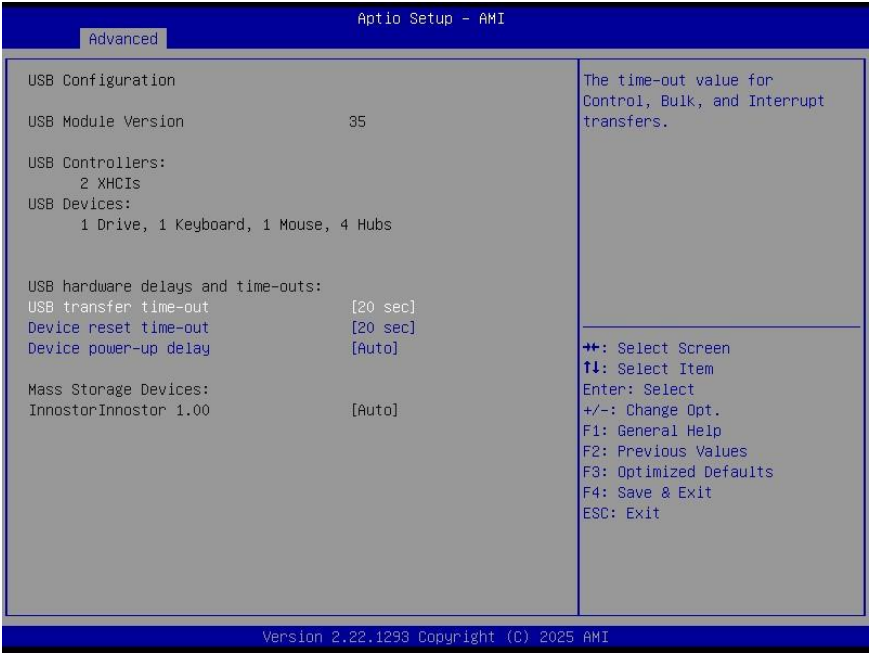 Aptio Setup - AMI
Advanced
USB Configuration
USB Module Version 35
USB Controllers:
2 XHCIs
USB Devices:
1 Drive, 1 Keyboard, 1 Mouse, 4 Hubs
USB hardware delays and time-outs:
USB transfer time-out [20 sec]
Device reset time-out [20 sec]
Device power-up delay [Auto]
Mass Storage Devices:
InnostorInnostor 1.00 [Auto]
The time-out value for
Control, Bulk, and Interrupt
transfers.
→←: Select Screen
↑↓: Select Item
Enter: Select
+/-: Change Opt.
F1: General Help
F2: Previous Values
F3: Optimized Defaults
F4: Save & Exit
ESC: Exit
Version 2.22.1293 Copyright (C) 2025 AMI